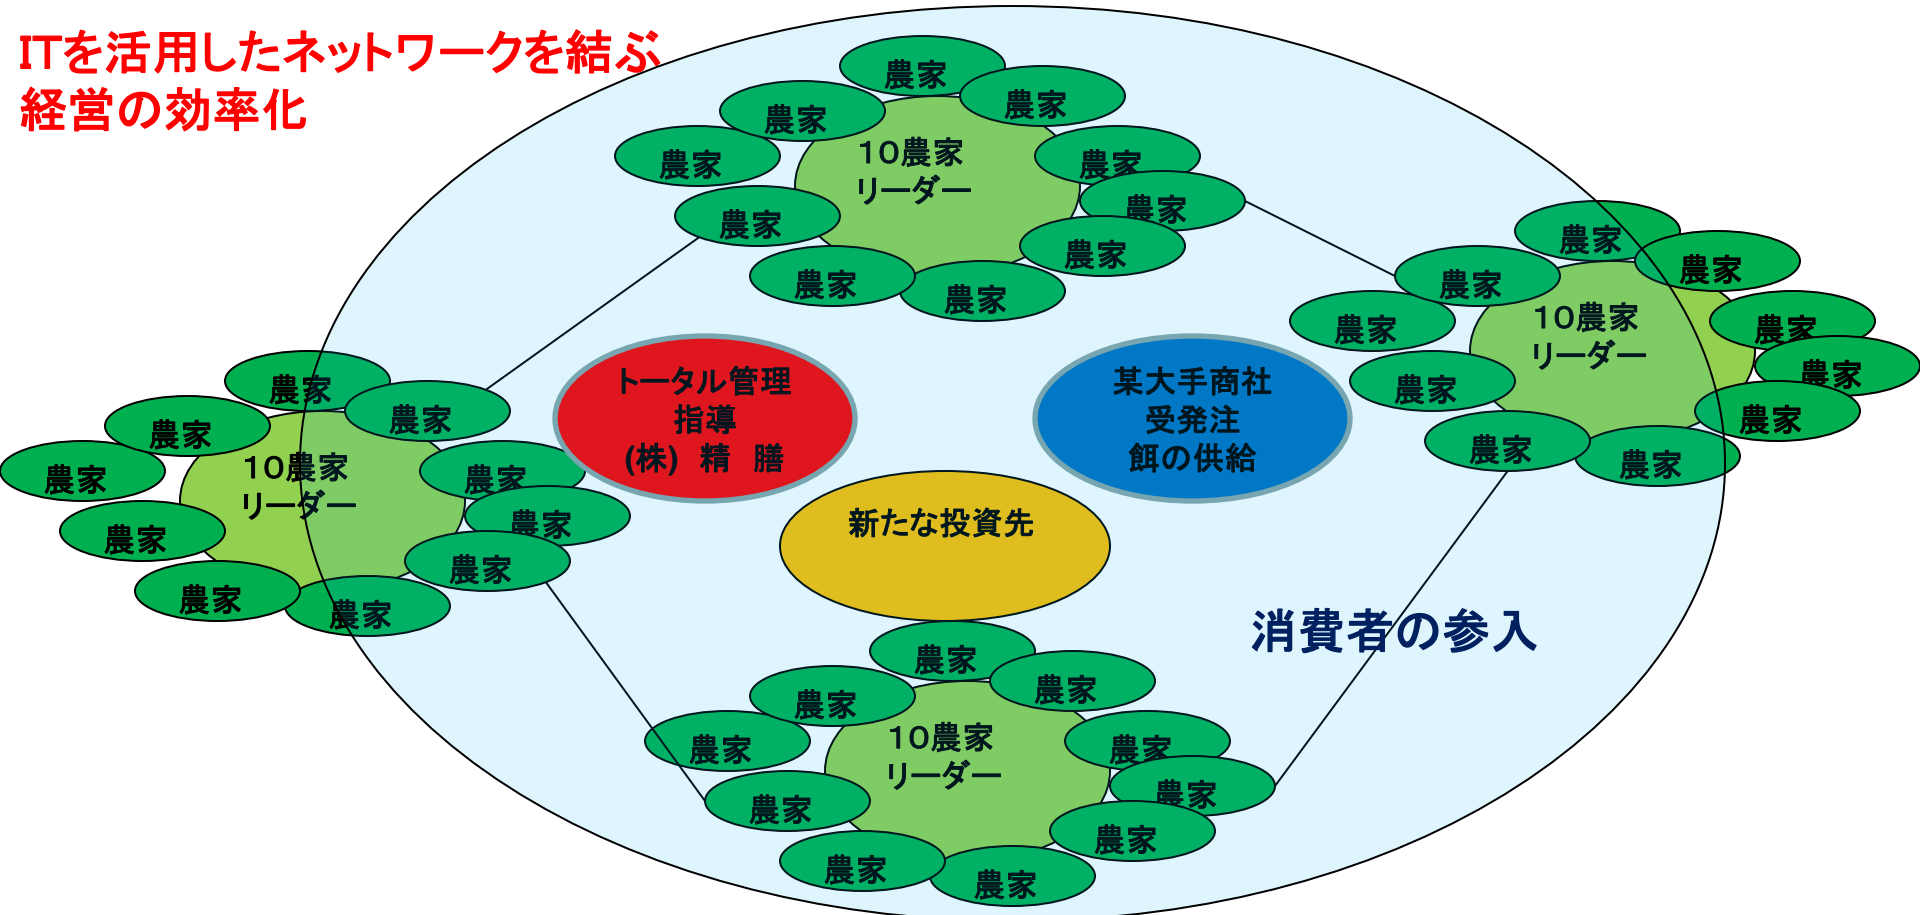 ITを活用したネットワークを結ぶ
経営の効率化
農家
農家
農家
農家
農家
農家
農家
農家
農家
農家
１０農家
リーダー
農家
農家
農家
農家
農家
農家
農家
農家
農家
農家
１０農家
リーダー
農家
農家
農家
農家
農家
農家
農家
農家
農家
農家
１０農家
リーダー
トータル管理
指導
(株)　精　膳
某大手商社
受発注
餌の供給
新たな投資先
消費者の参入
農家
農家
農家
農家
農家
農家
農家
農家
農家
農家
１０農家
リーダー